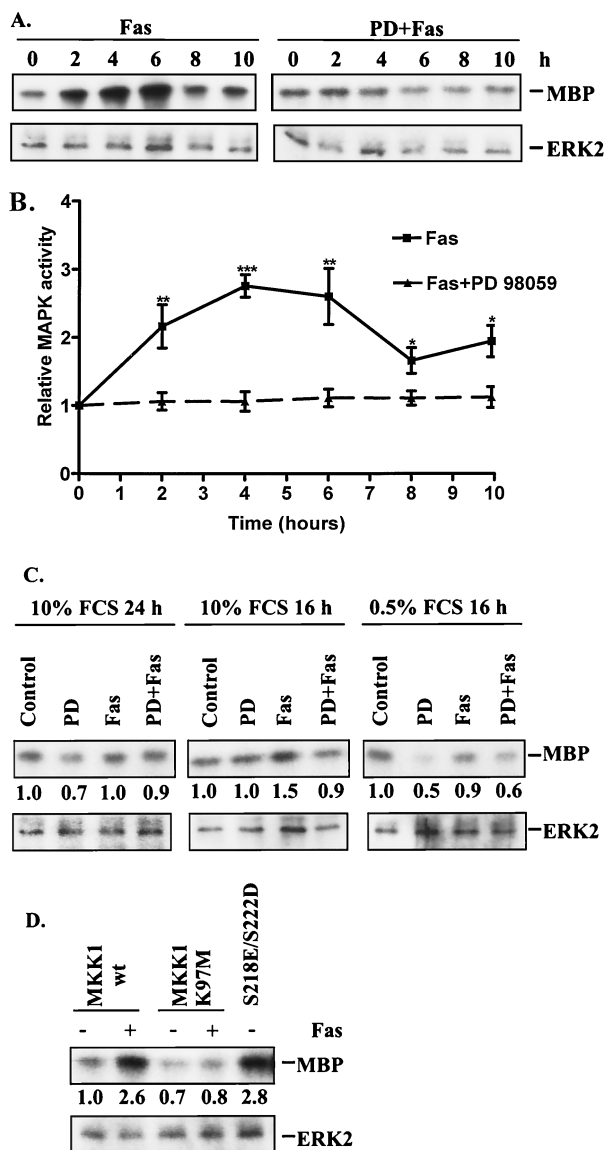 A.
Fas PD+Fas
0 2 4 6 8 10 0 2 4 6 8 10 h
MBP
ERK2
B.
Relative MAPK activity
4
3
2
1
0
** *** ** * *
Fas
Fas+PD 98059
0 1 2 3 4 5 6 7 8 9 10
Time (hours)
C.
10% FCS 24 h 10% FCS 16 h 0.5% FCS 16 h
Control PD Fas PD+Fas Control PD Fas PD+Fas Control PD Fas PD+Fas
MBP
1.0 0.7 1.0 0.9 1.0 1.0 1.5 0.9 1.0 0.5 0.9 0.6
ERK2
D.
MKK1 wt MKK1 K97M S218E/S222D
- + - + - Fas
MBP
1.0 2.6 0.7 0.8 2.8
ERK2